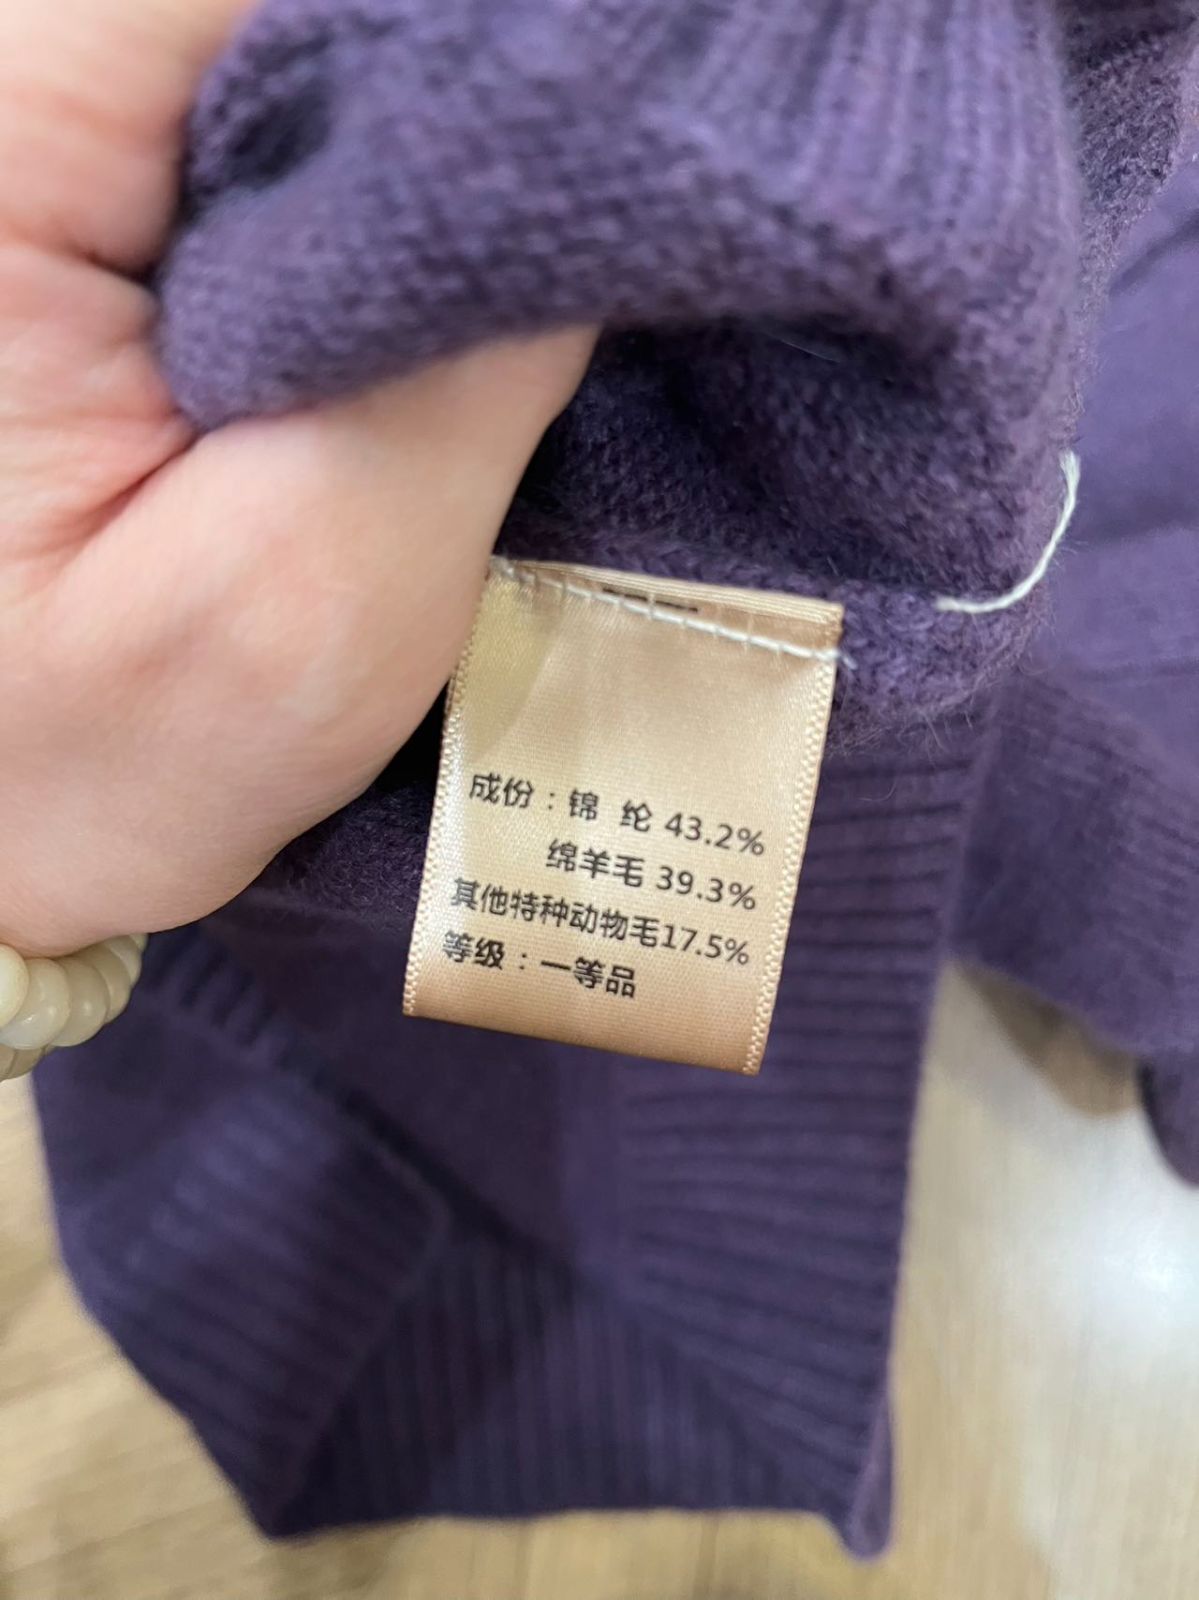 成份：锦 纶 43.2%
绵羊毛 39.3%
其他特种动物毛17.5%
等级：一等品